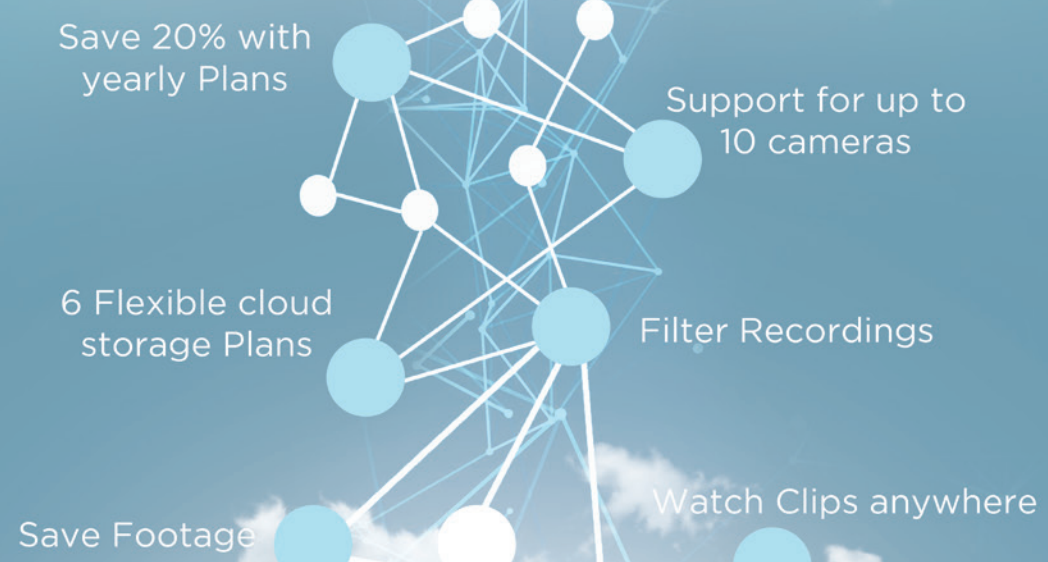 Save 20% with
yearly Plans
Support for up to
10 cameras
6 Flexible cloud
storage Plans
Filter Recordings
Watch Clips anywhere
Save Footage